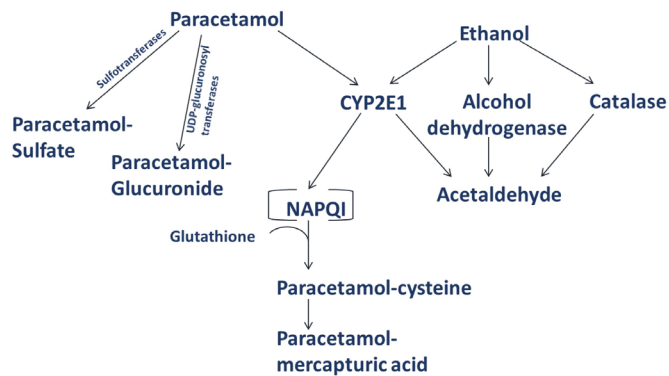 Paracetamol
Ethanol
Sulfotransferases
UDP-glucuronosyl
transferases
CYP2E1
Alcohol
dehydrogenase
Catalase
Paracetamol-
Sulfate
Paracetamol-
Glucuronide
Acetaldehyde
NAPQI
Glutathione
Paracetamol-cysteine
Paracetamol-
mercapturic acid